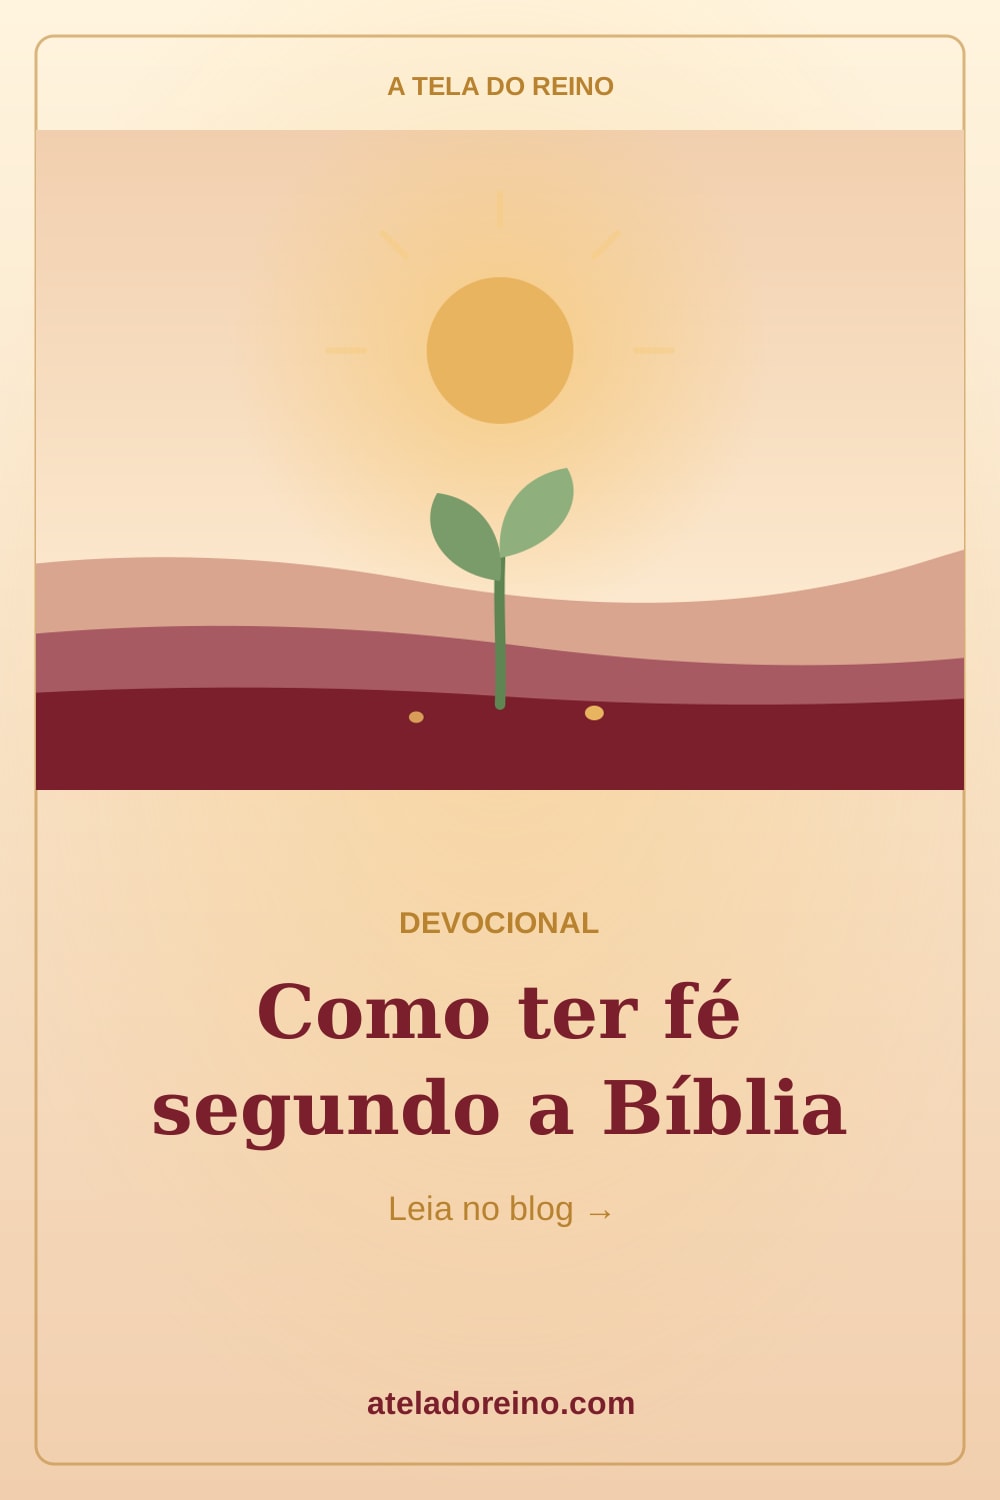 A TELA DO REINO
DEVOCIONAL
Como ter fé
segundo a Bíblia
Leia no blog →
ateladoreino.com